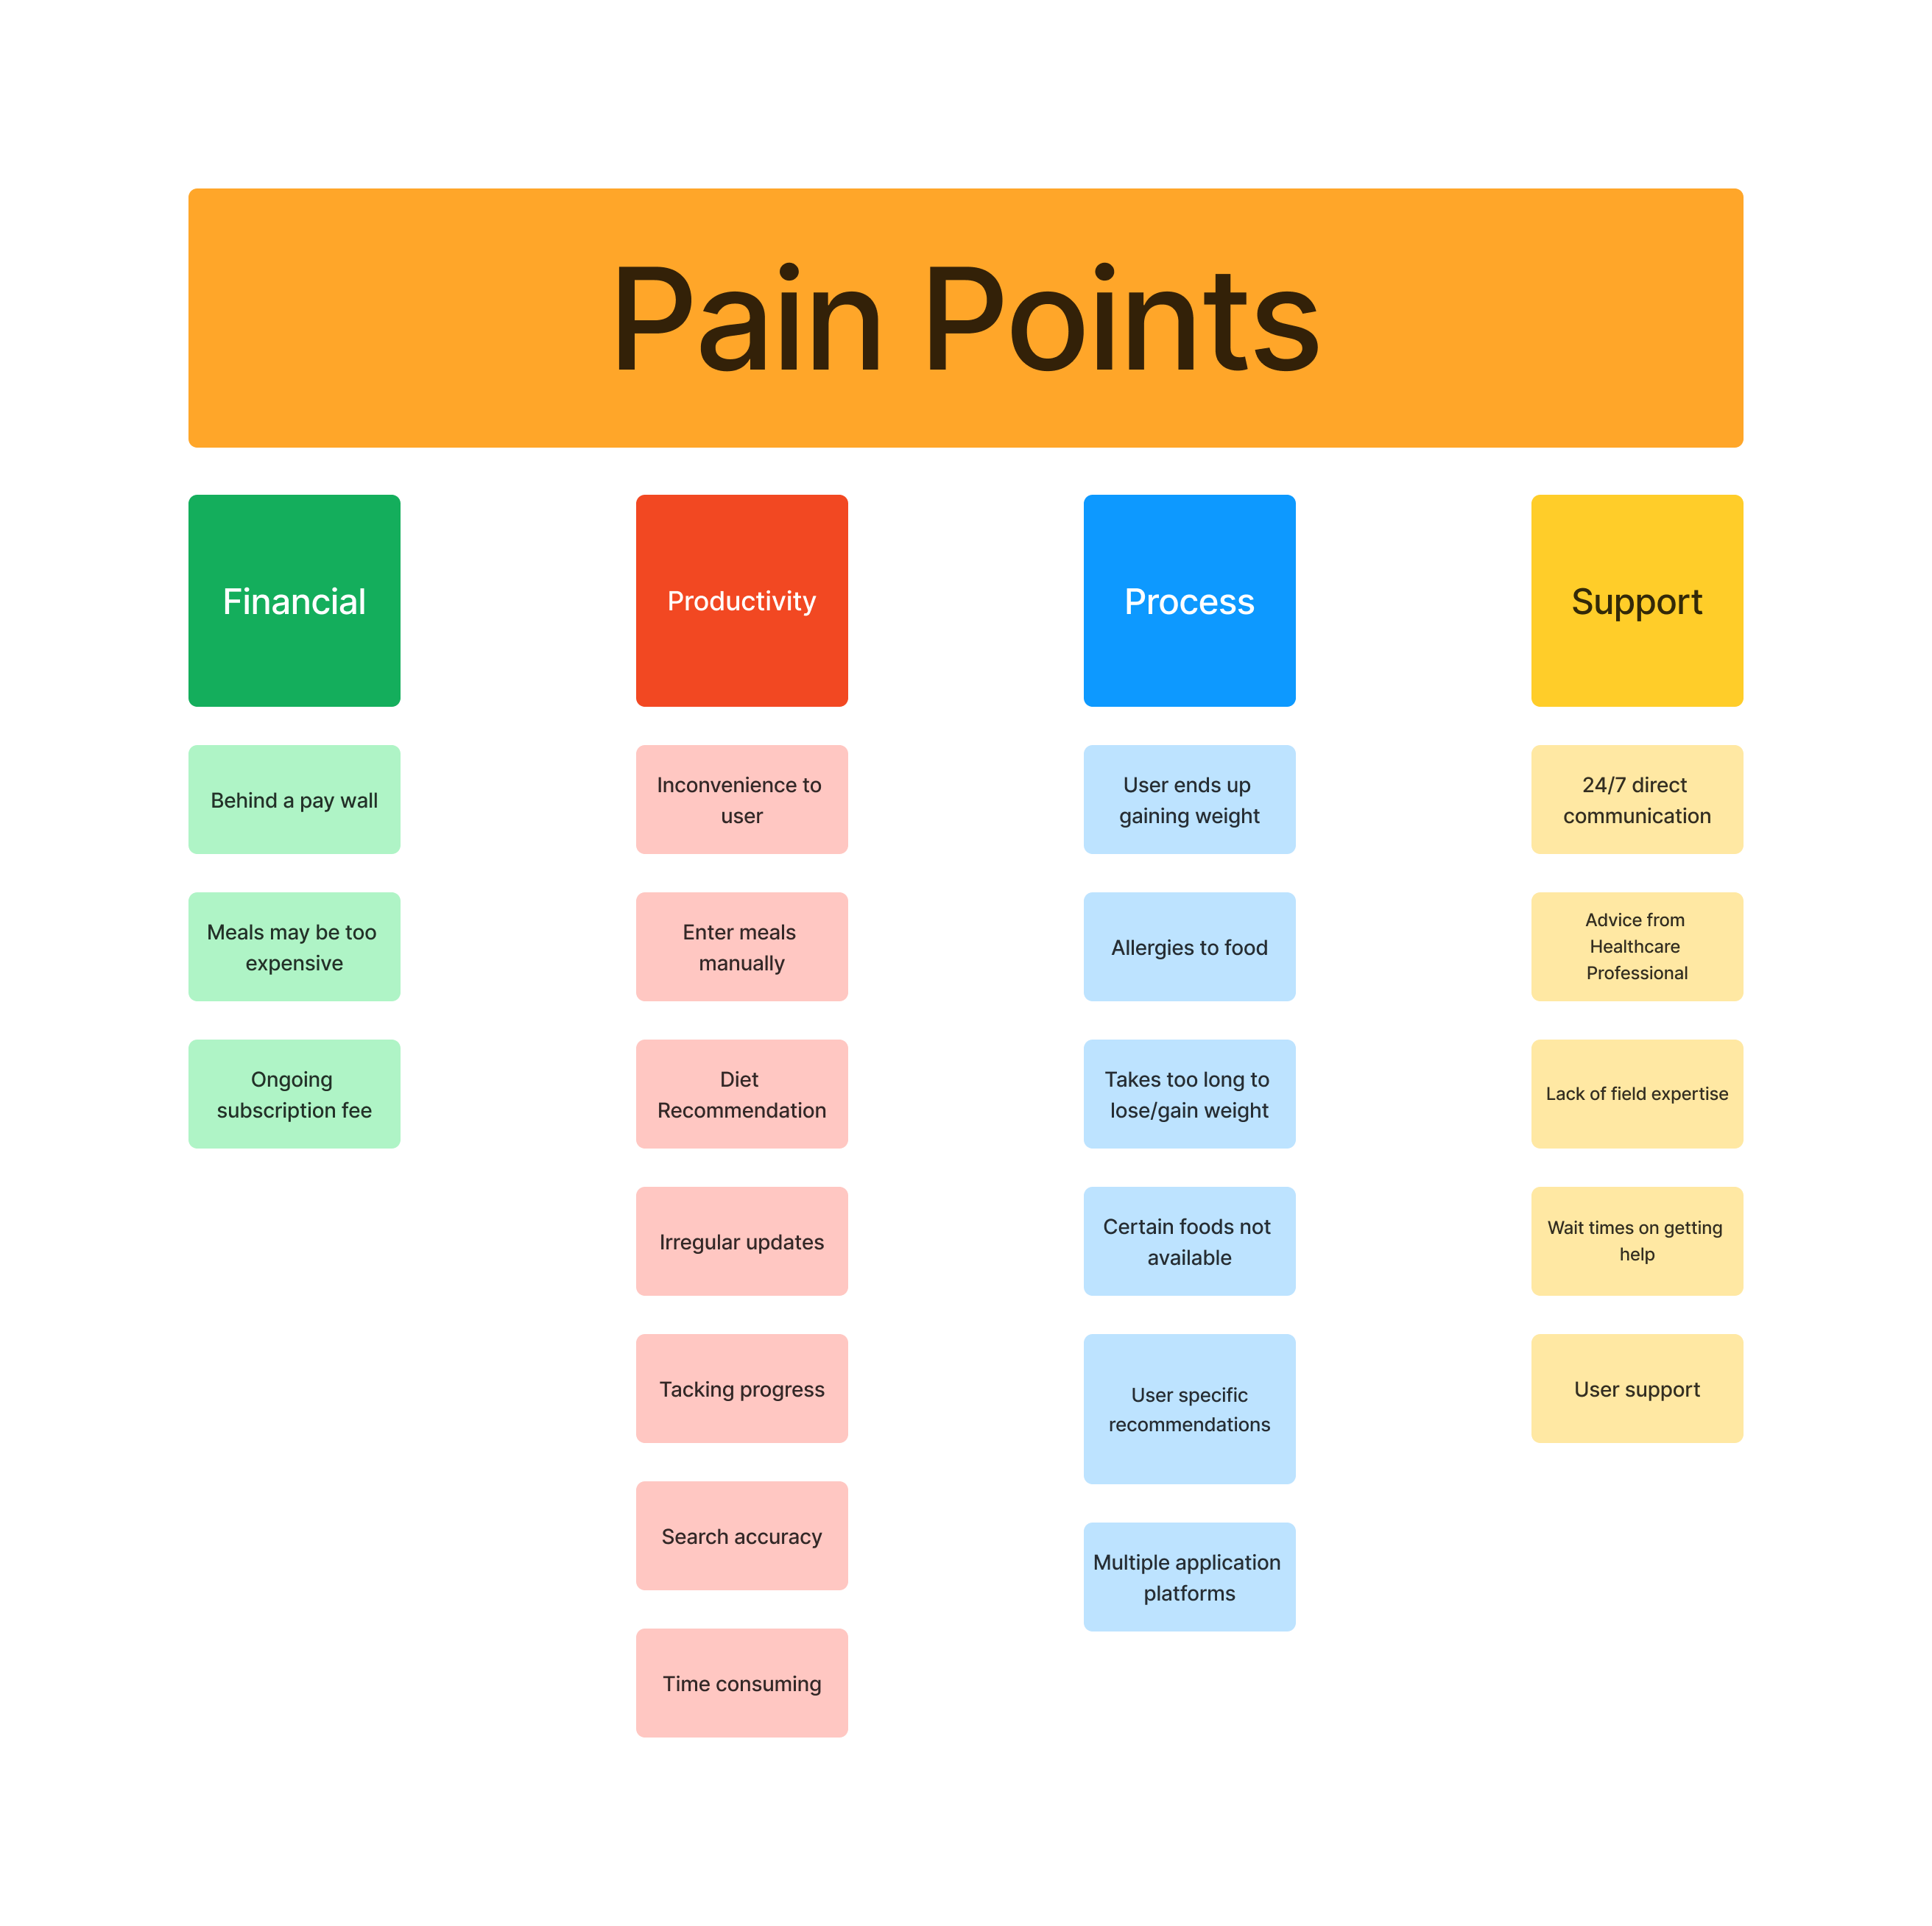 Pain Points
Financial
Behind a pay wall
Meals may be too
expensive
Ongoing
subscription fee
Productivity
Inconvenience to
user
Enter meals
manually
Diet
Recommendation
Irregular updates
Tacking progress
Search accuracy
Time consuming
Process
User ends up
gaining weight
Allergies to food
Takes too long to
lose/gain weight
Certain foods not
available
User specific
recommendations
Multiple application
platforms
Support
24/7 direct
communication
Advice from
Healthcare
Professional
Lack of field expertise
Wait times on getting
help
User support